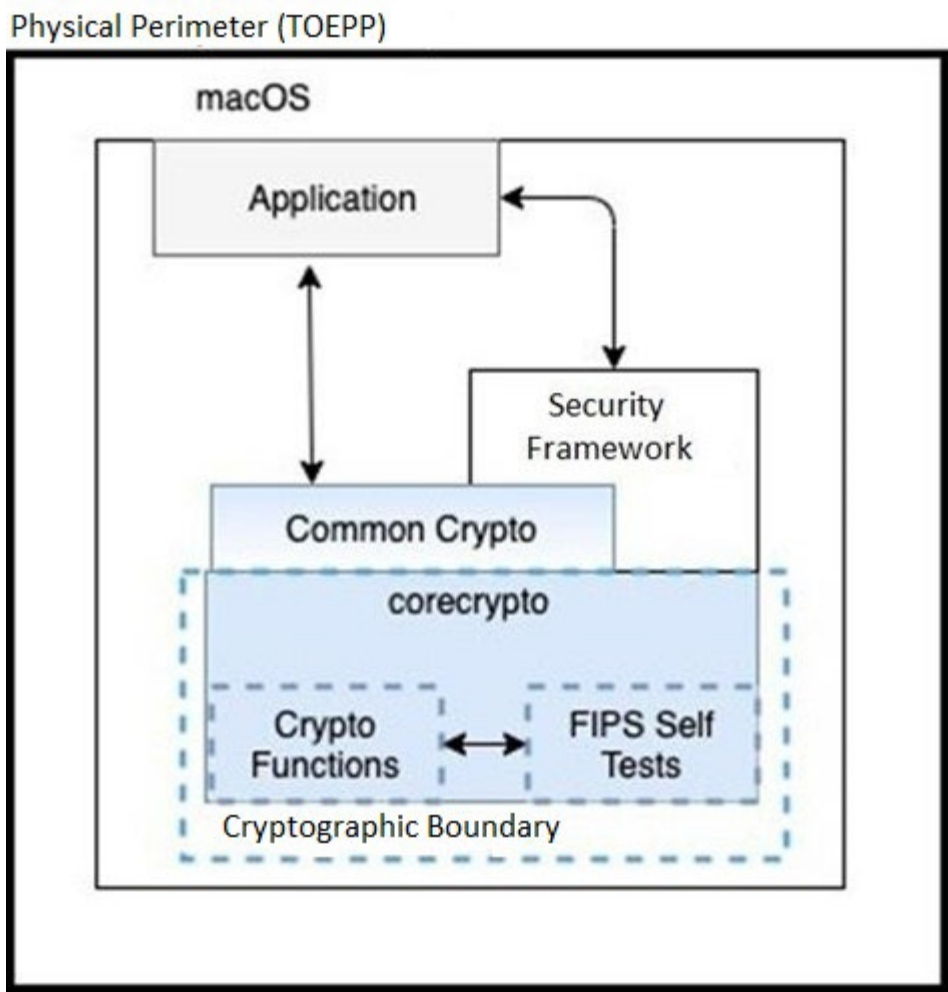 Physical Perimeter (TOEPP)
macOS
Application
Security
Framework
Common Crypto
corecrypto
Crypto
Functions
FIPS Self
Tests
Cryptographic Boundary